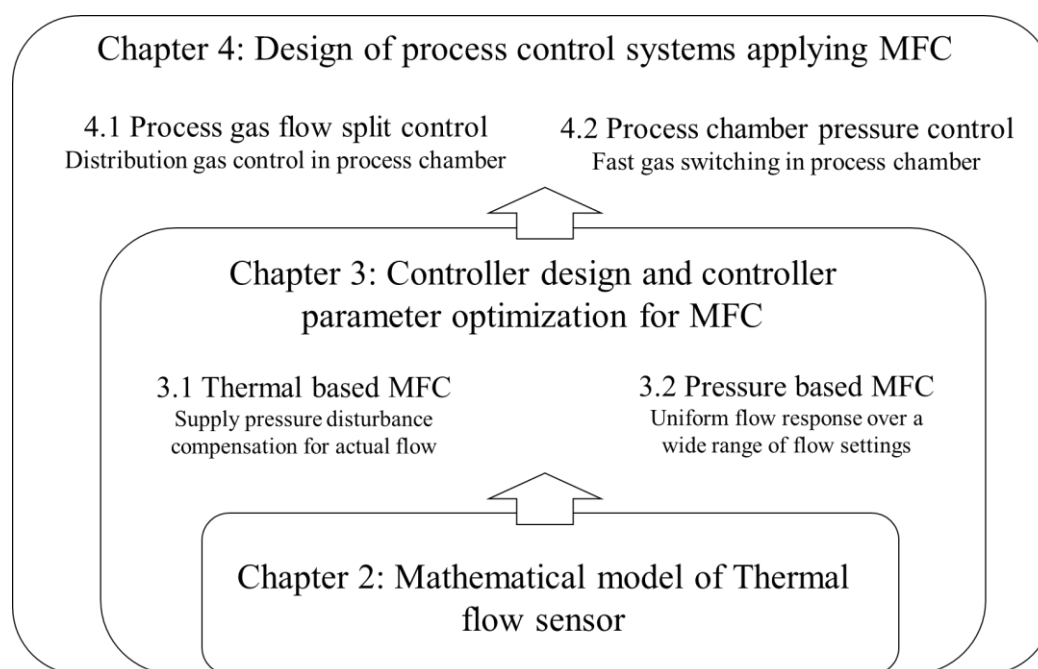 Chapter 4: Design of process control systems applying MFC
4.1 Process gas flow split control
Distribution gas control in process chamber
4.2 Process chamber pressure control
Fast gas switching in process chamber
Chapter 3: Controller design and controller
parameter optimization for MFC
3.1 Thermal based MFC
Supply pressure disturbance
compensation for actual flow
3.2 Pressure based MFC
Uniform flow response over a
wide range of flow settings
Chapter 2: Mathematical model of Thermal
flow sensor